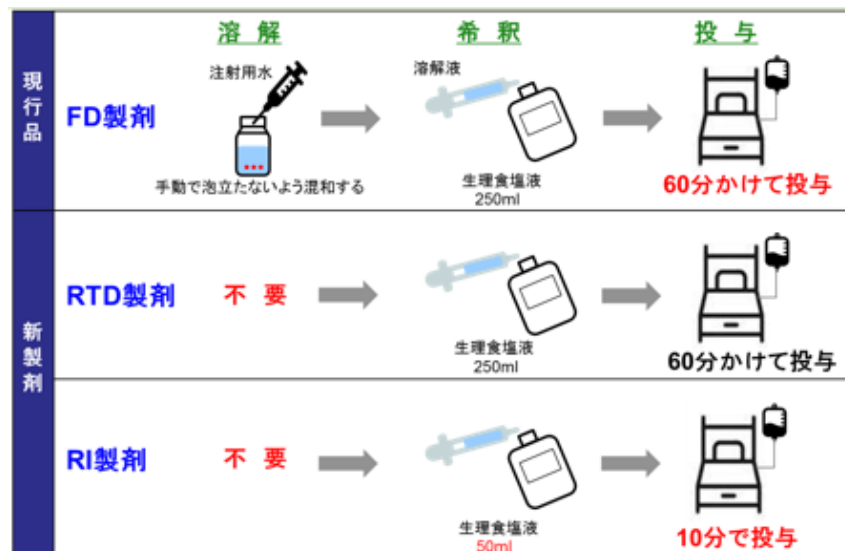 溶 解
希 釈
投 与
現行品
FD製剤
注射用水
手動で泡立たないよう混和する
溶解液
生理食塩液
250ml
60分かけて投与
新製剤
RTD製剤
不 要
生理食塩液
250ml
60分かけて投与
RI製剤
不 要
生理食塩液
50ml
10分で投与